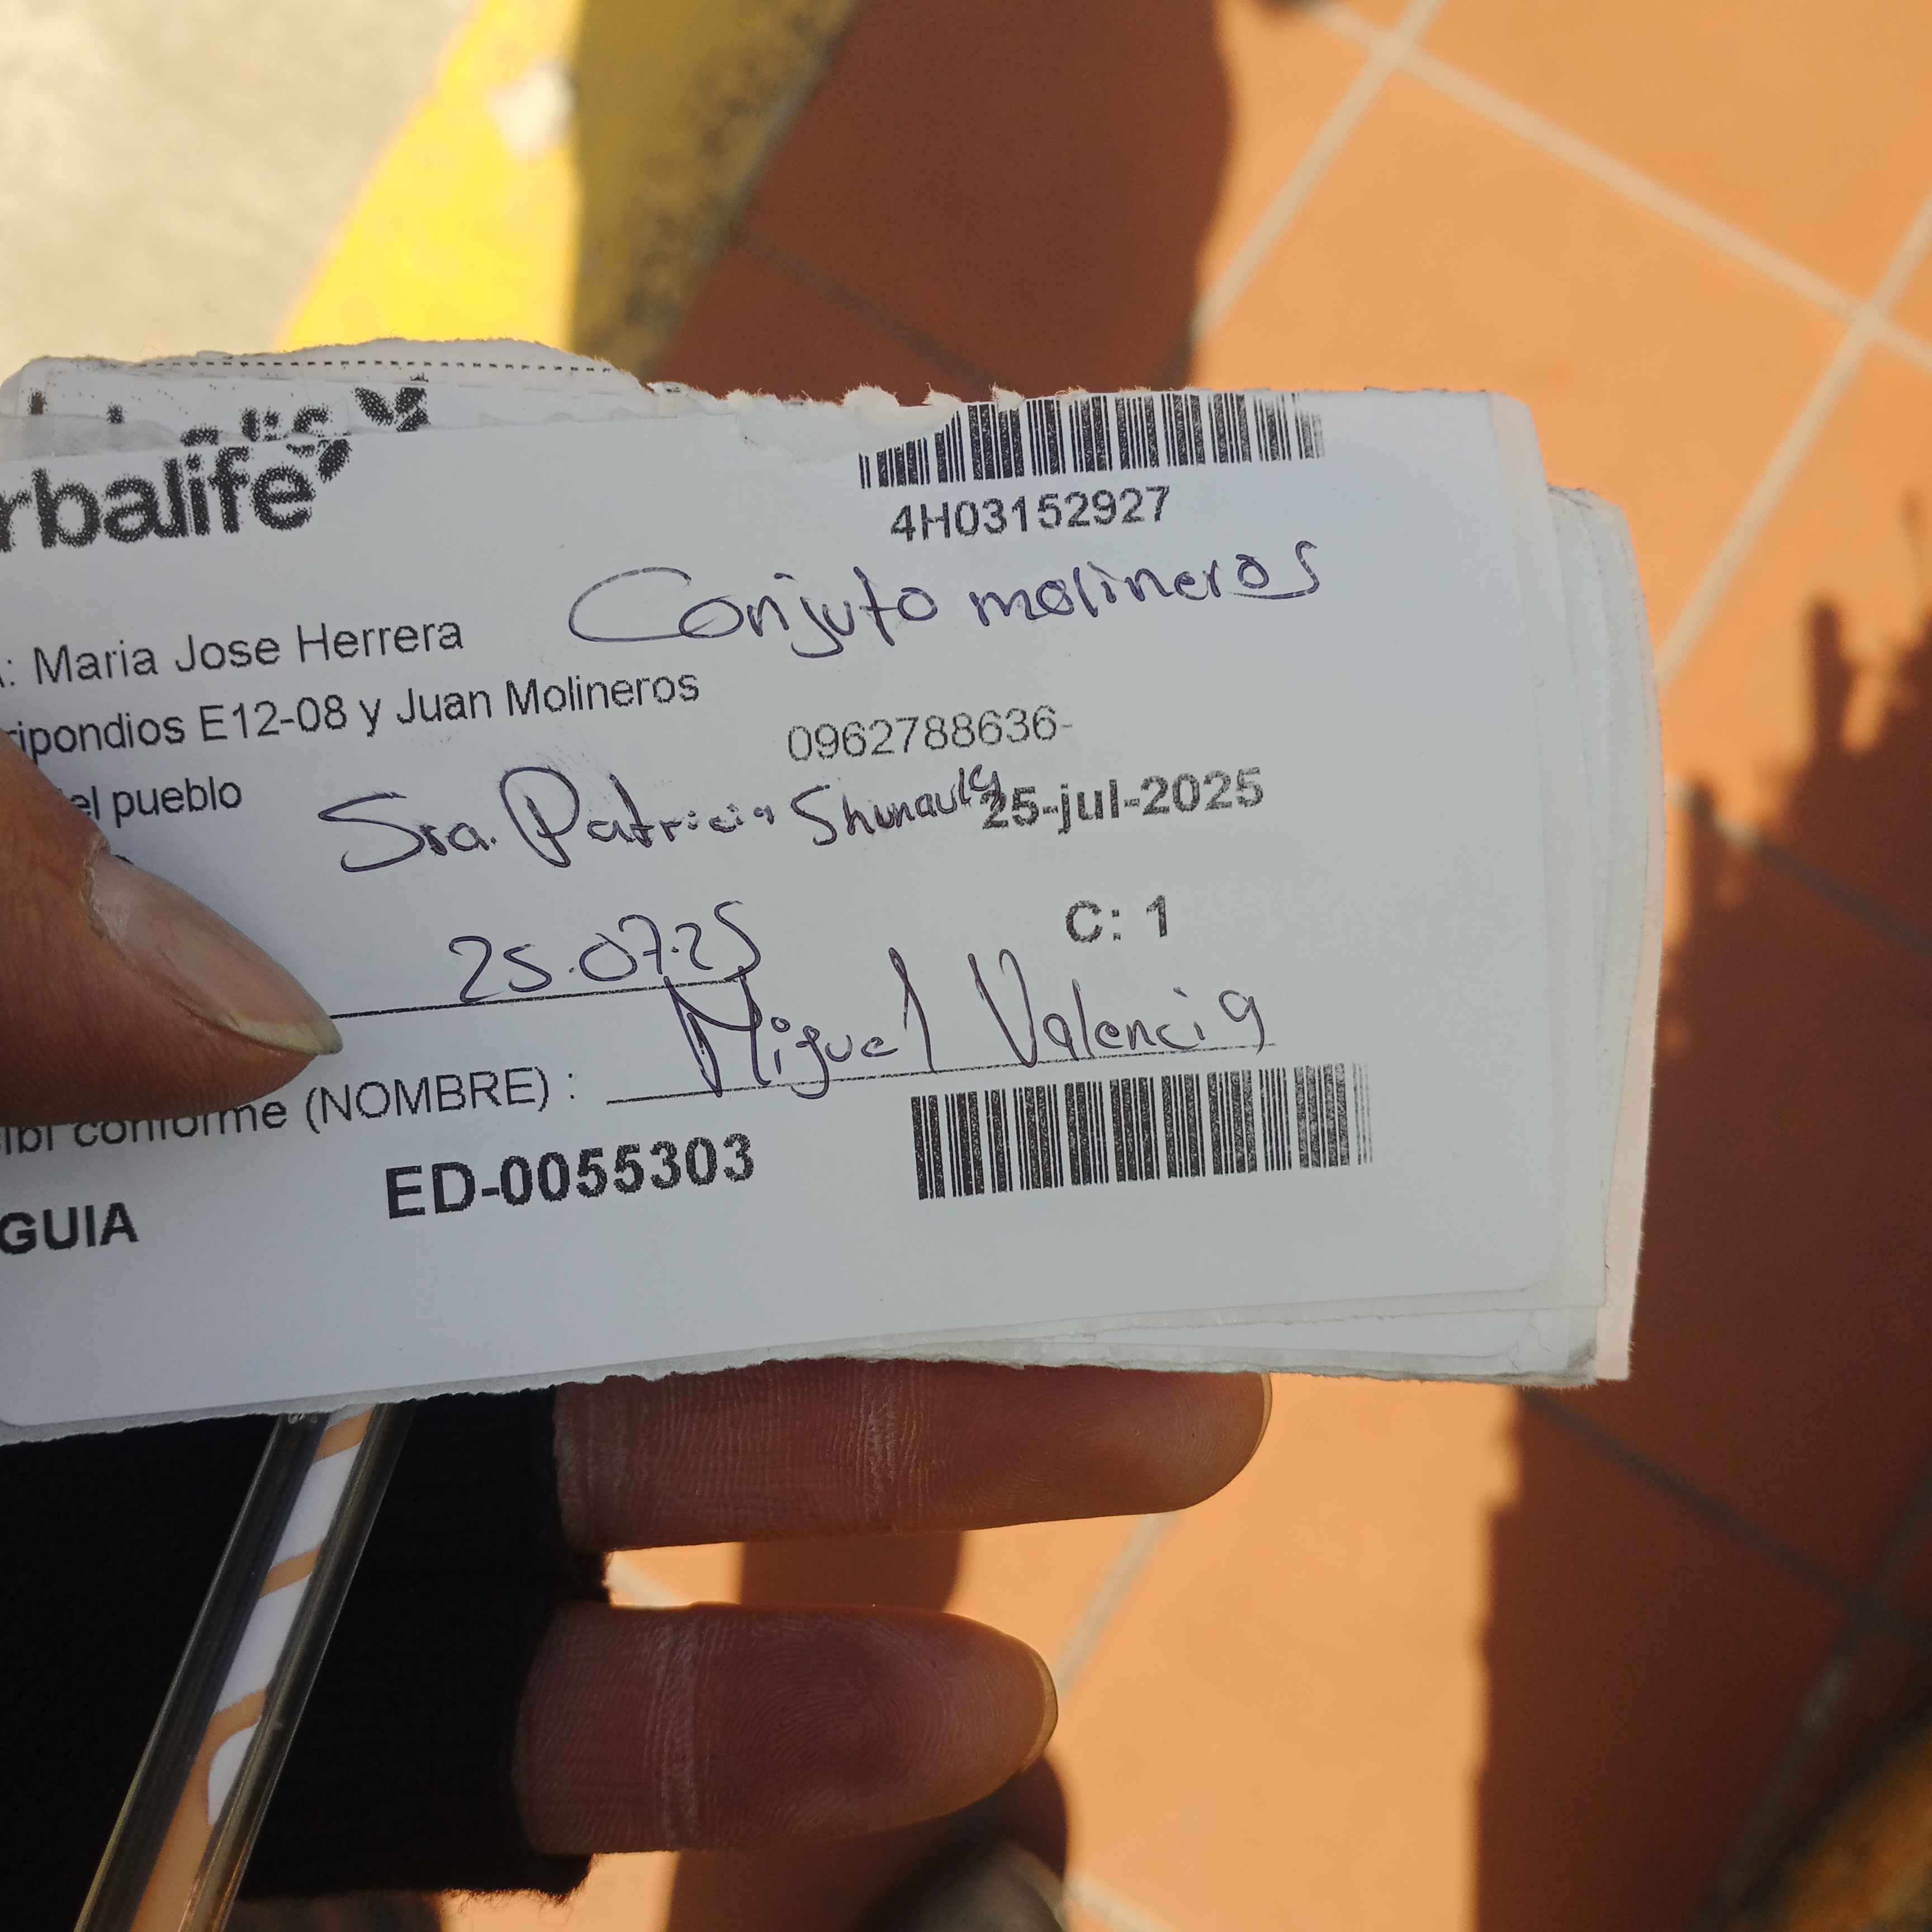 rbalife
4H03152927
Conjuto molineros
: Maria Jose Herrera
ripondios E12-08 y Juan Molineros
0962788636-
el pueblo
Sra. Patricia
25-jul-2025
25.07.25
C: 1
Miguel Valencia
conforme (NOMBRE) :
GUIA
ED-0055303